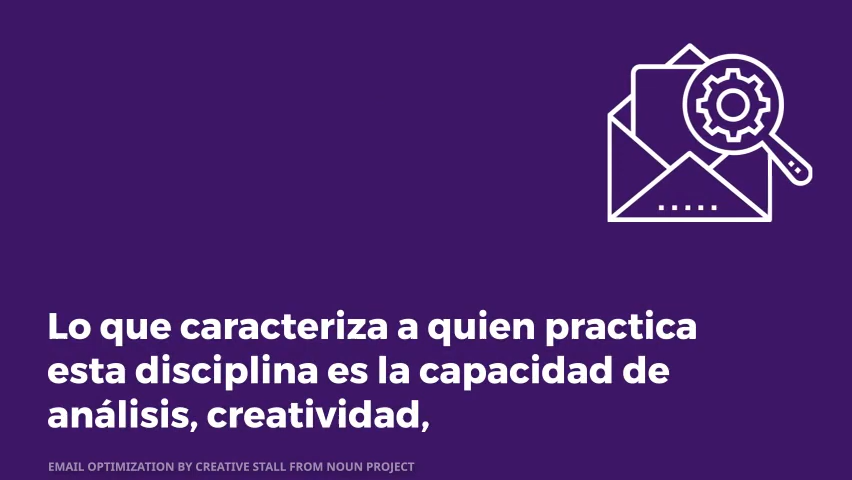 Lo que caracteriza a quien practica
esta disciplina es la capacidad de
análisis, creatividad,
EMAIL OPTIMIZATION BY CREATIVE STALL FROM NOUN PROJECT